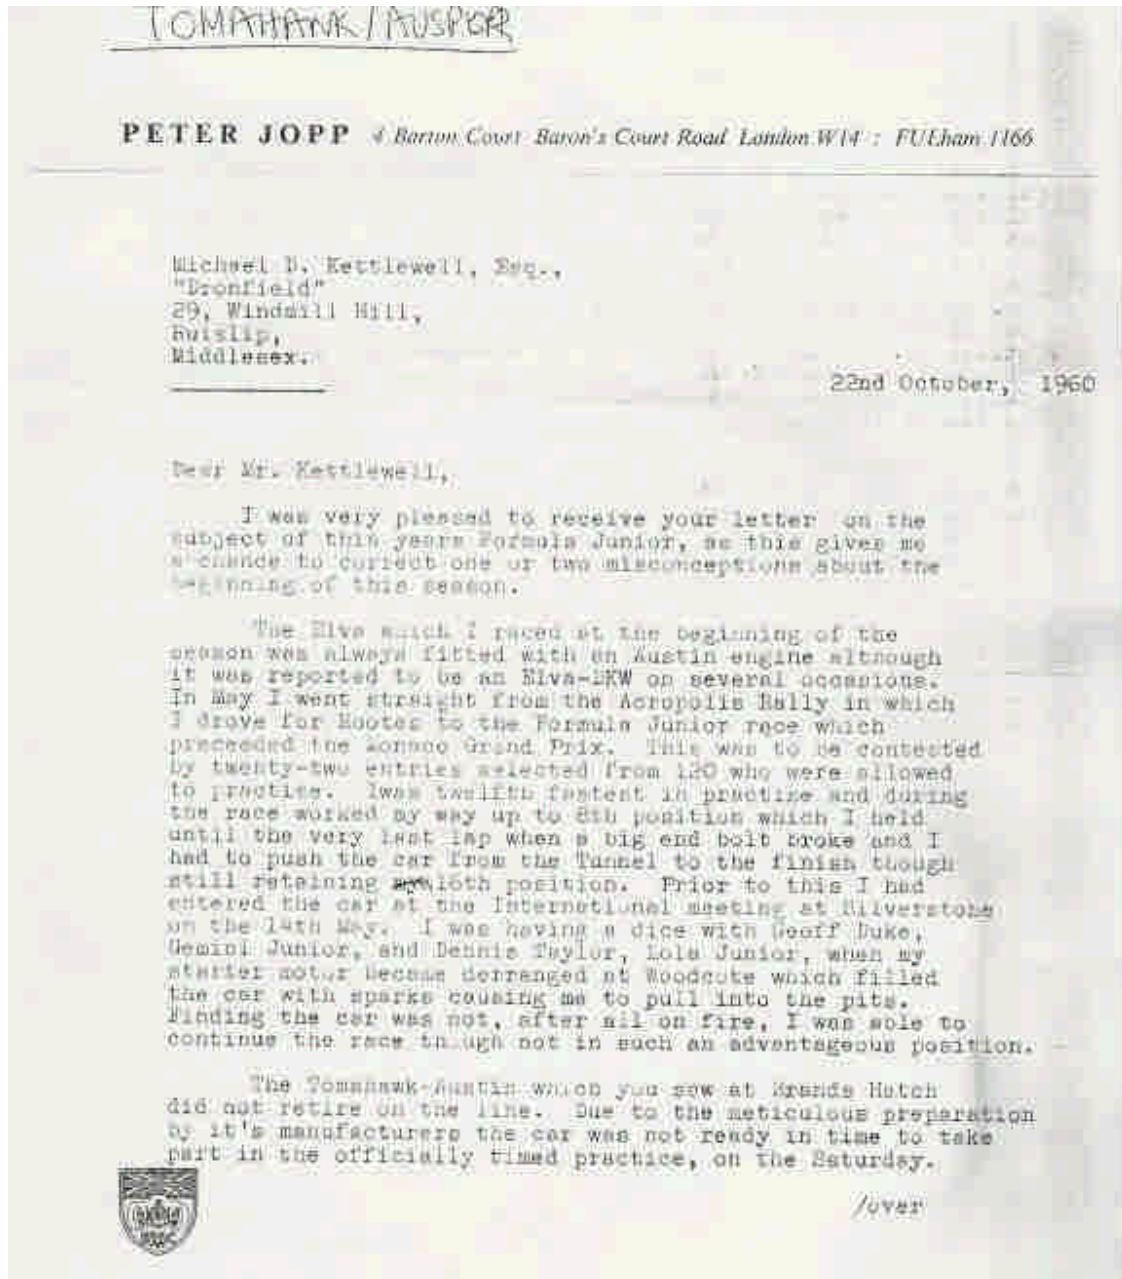 TOMAHANK / AUSPER
PETER JOPP 4 Barton Court Baron's Court Road London W14 : FULham 1166
Michael D. Kettlewell, Esq.,
"Dronfield"
29, Windmill Hill,
Ruislip,
Middlesex.
22nd October, 1960
Dear Mr. Kettlewell,
I was very pleased to receive your letter on the
subject of this years Formula Junior, as this gives me
a chance to correct one or two misconceptions about the
beginning of this season.
The Elva which I raced at the beginning of the
season was always fitted with an Austin engine although
it was reported to be an Elva-DKW on several occasions.
In May I went straight from the Acropolis Rally in which
I drove for Rootes to the Formula Junior race which
preceeded the Monaco Grand Prix. This was to be contested
by twenty-two entries selected from 120 who were allowed
to practise. Iwas twelfth fastest in practise and during
the race worked my way up to 8th position which I held
until the very last lap when a big end bolt broke and I
had to push the car from the Tunnel to the finish though
still retaining 16th position. Prior to this I had
entered the car at the International meeting at Silverstone
on the 14th May. I was having a dice with Geoff Duke,
Gemini Junior, and Dennis Taylor, Lola Junior, when my
starter motor became derranged at Woodcote which filled
the car with sparks causing me to pull into the pits.
Finding the car was not, after all on fire, I was able to
continue the race though not in such an advantageous position.
The Tomahawk-Austin which you saw at Brands Hatch
did not retire on the line. Due to the meticulous preparation
by it's manufacturers the car was not ready in time to take
part in the officially timed practice, on the Saturday.
/over